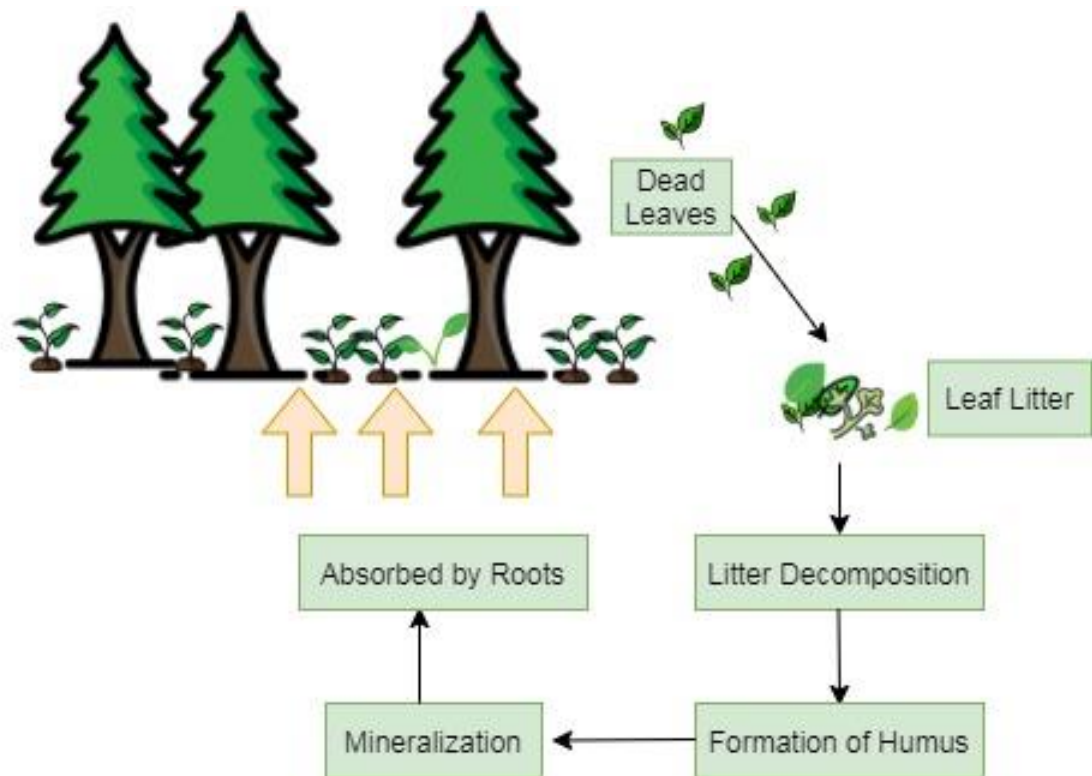 Dead
Leaves
Leaf Litter
Litter Decomposition
Formation of Humus
Mineralization
Absorbed by Roots